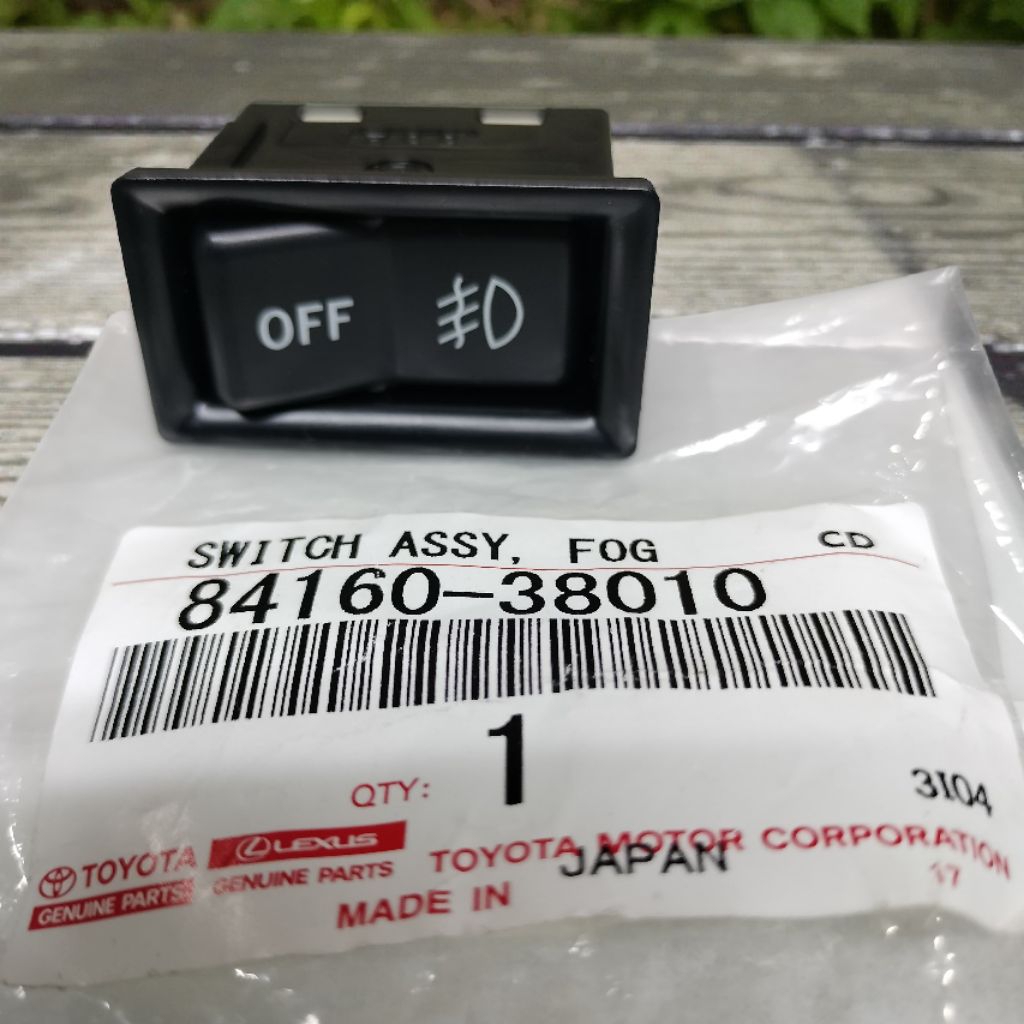 OFF
SWITCH ASSY, FOG CD
84160-38010
1
QTY:
3I04
TOYOTA LEXUS TOYOTA MOTOR CORPORATION
GENUINE PARTS GENUINE PARTS JAPAN 17
MADE IN